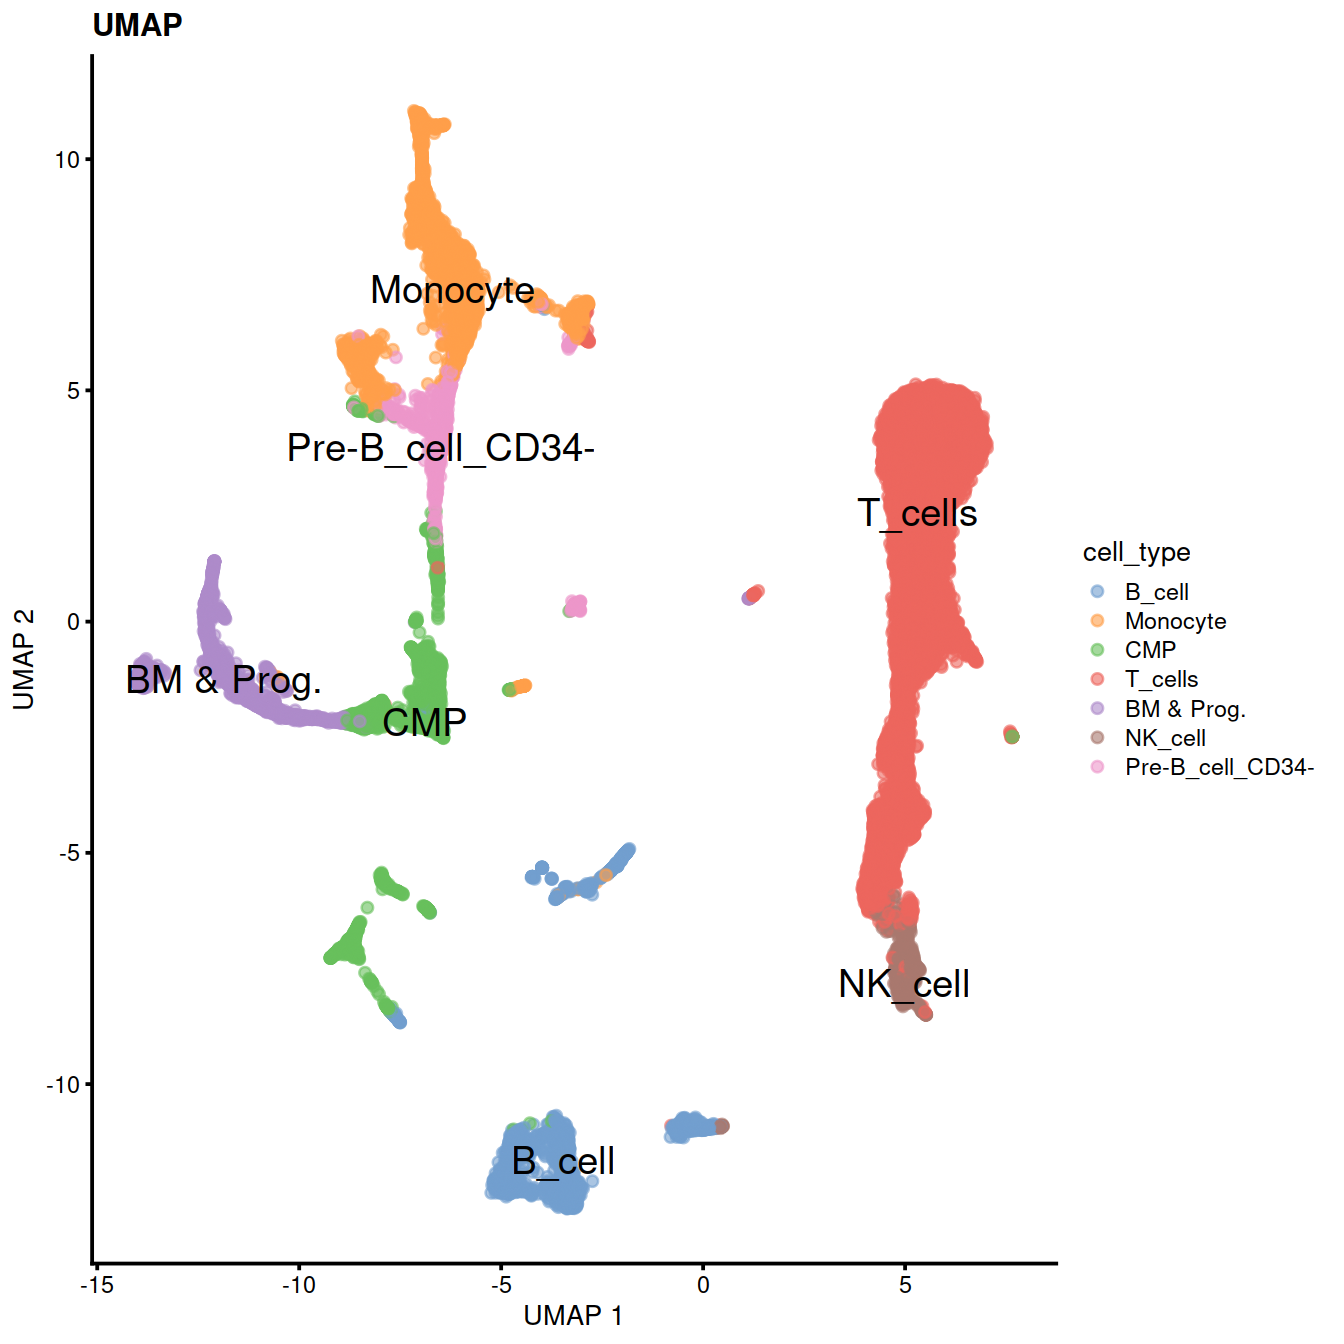 UMAP
10
5
0
-5
-10
UMAP 2
Monocyte
Pre-B_cell_CD34-
T_cells
BM & Prog.
CMP
NK_cell
B_cell
-15
-10
-5
0
5
UMAP 1
cell_type
B_cell
Monocyte
CMP
T_cells
BM & Prog.
NK_cell
Pre-B_cell_CD34-